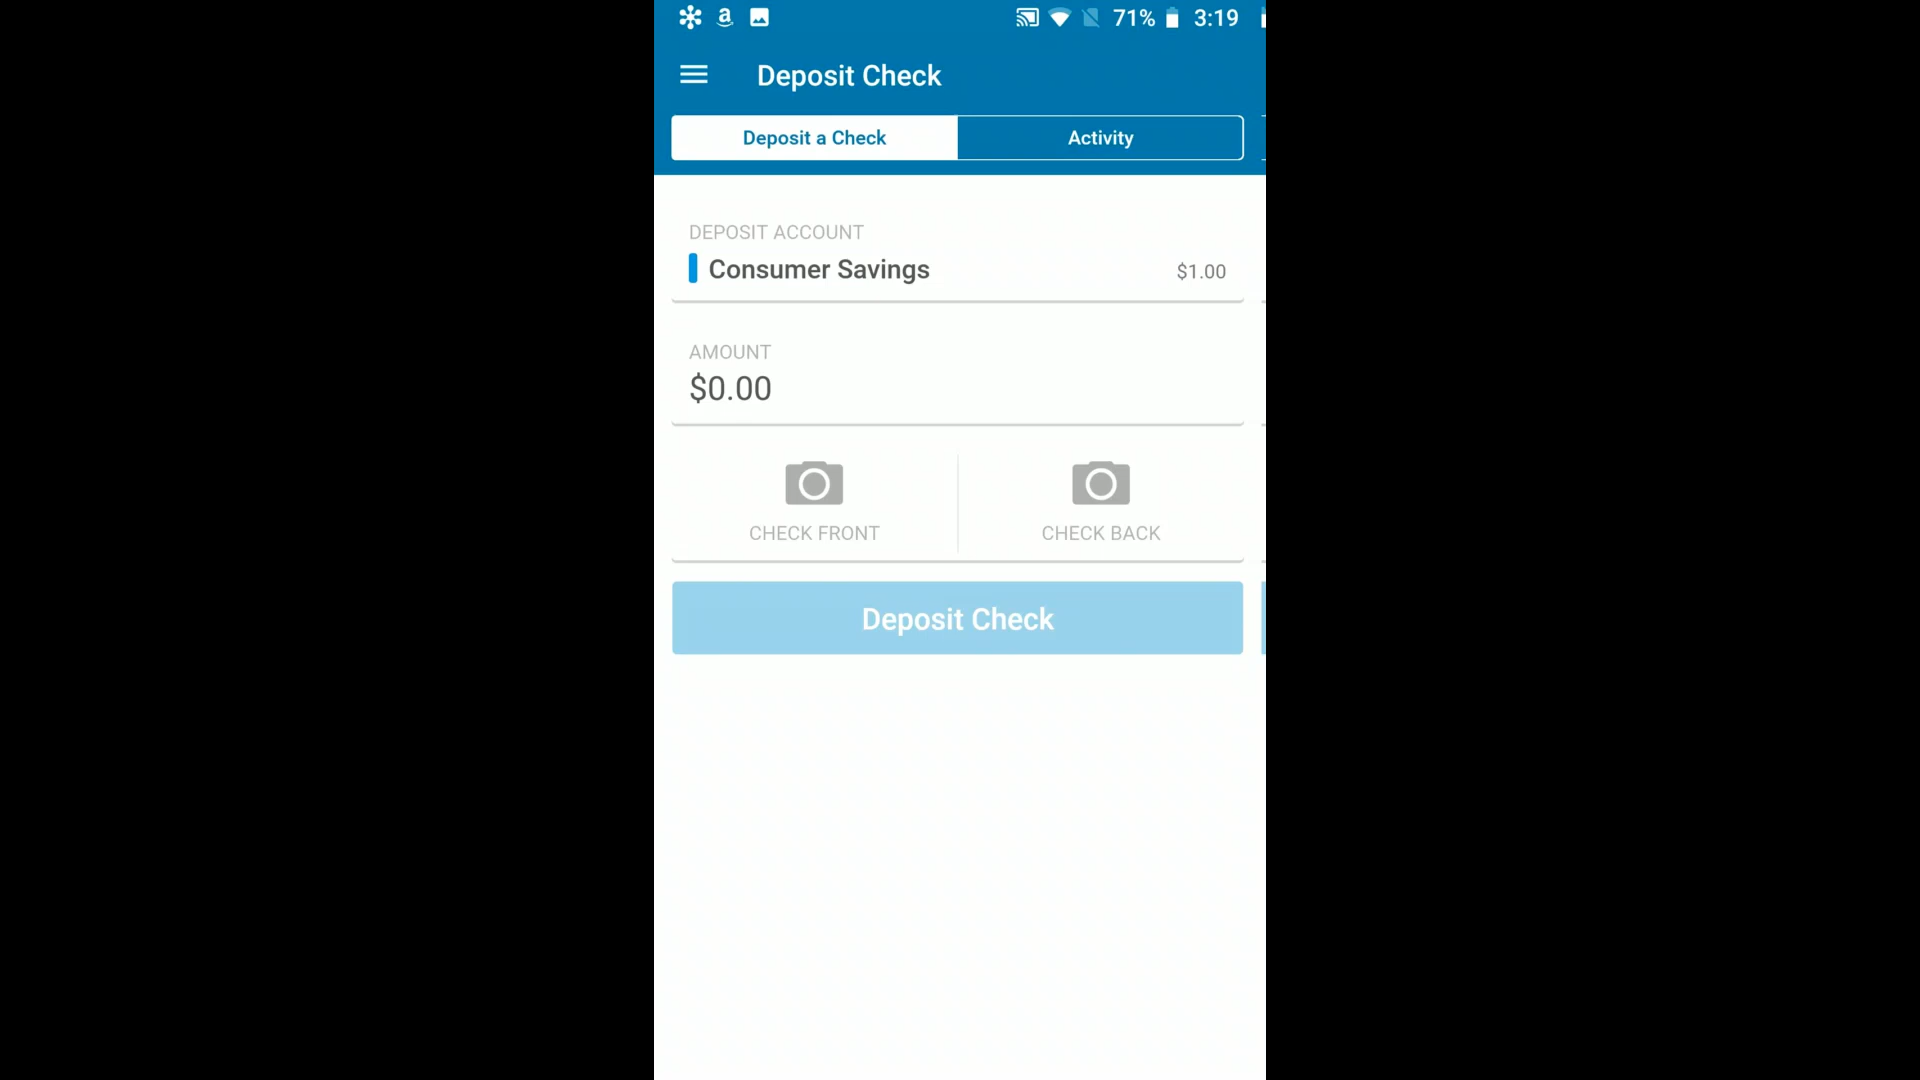 71% 3:19
Deposit Check
Deposit a Check Activity
DEPOSIT ACCOUNT
Consumer Savings $1.00
AMOUNT
$0.00
CHECK FRONT CHECK BACK
Deposit Check